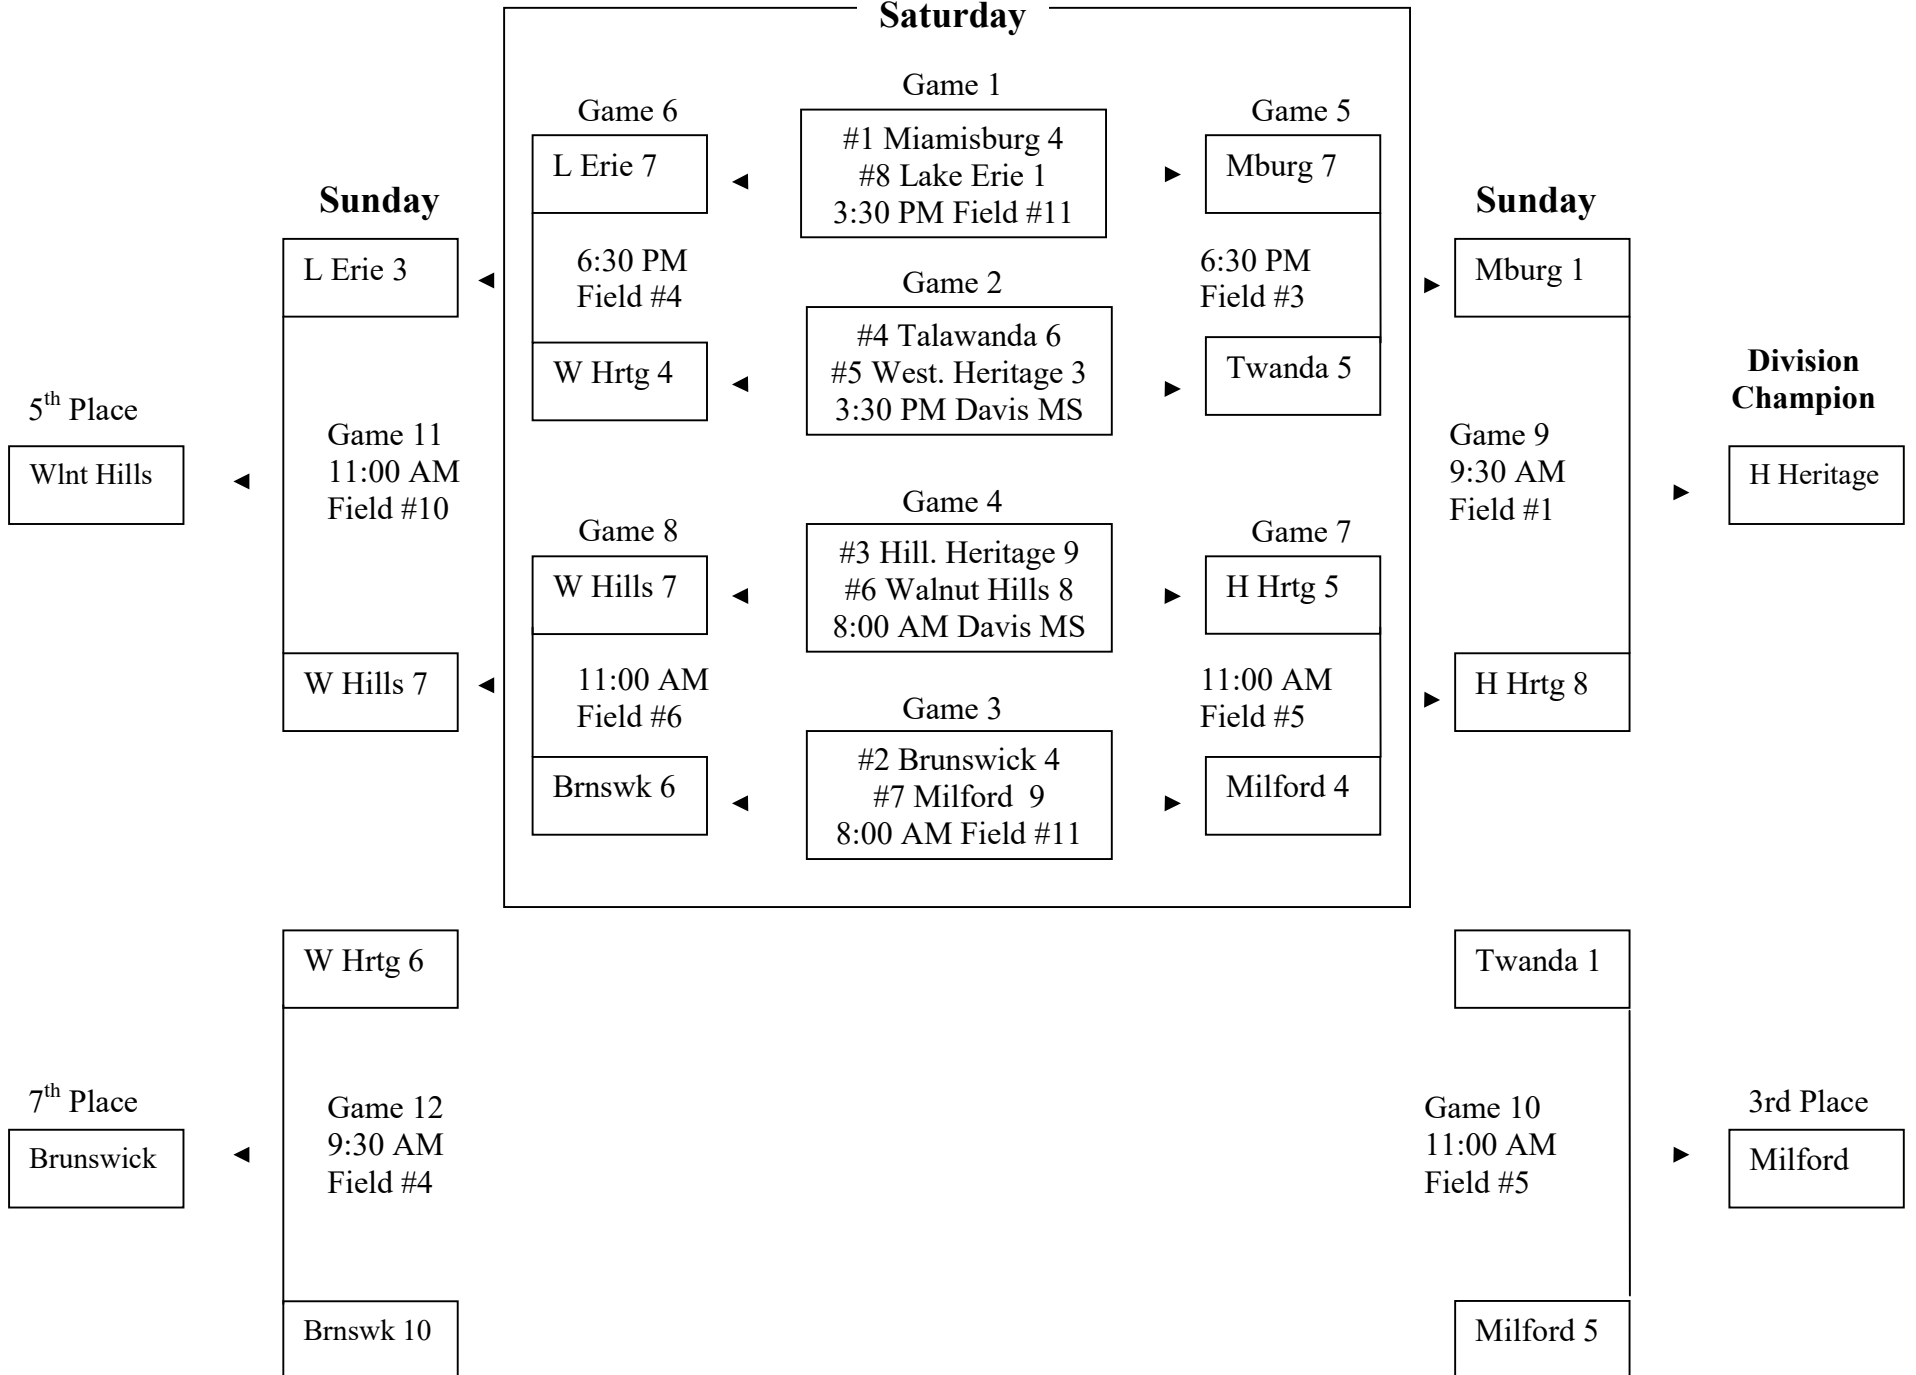 Saturday
Game 1
Game 6
Game 5
#1 Miamisburg 4
#8 Lake Erie 1
3:30 PM Field #11
L Erie 7
Mburg 7
Sunday
Sunday
L Erie 3
6:30 PM
Field #4
Game 2
6:30 PM
Field #3
Mburg 1
#4 Talawanda 6
#5 West. Heritage 3
3:30 PM Davis MS
W Hrtg 4
Twanda 5
Division
Champion
5th Place
Wlnt Hills
Game 11
11:00 AM
Field #10
Game 9
9:30 AM
Field #1
H Heritage
Game 4
Game 8
Game 7
#3 Hill. Heritage 9
#6 Walnut Hills 8
8:00 AM Davis MS
W Hills 7
H Hrtg 5
W Hills 7
11:00 AM
Field #6
11:00 AM
Field #5
H Hrtg 8
Game 3
#2 Brunswick 4
#7 Milford  9
8:00 AM Field #11
Brnswk 6
Milford 4
W Hrtg 6
Twanda 1
7th Place
Brunswick
Game 12
9:30 AM
Field #4
Game 10
11:00 AM
Field #5
3rd Place
Milford
Brnswk 10
Milford 5